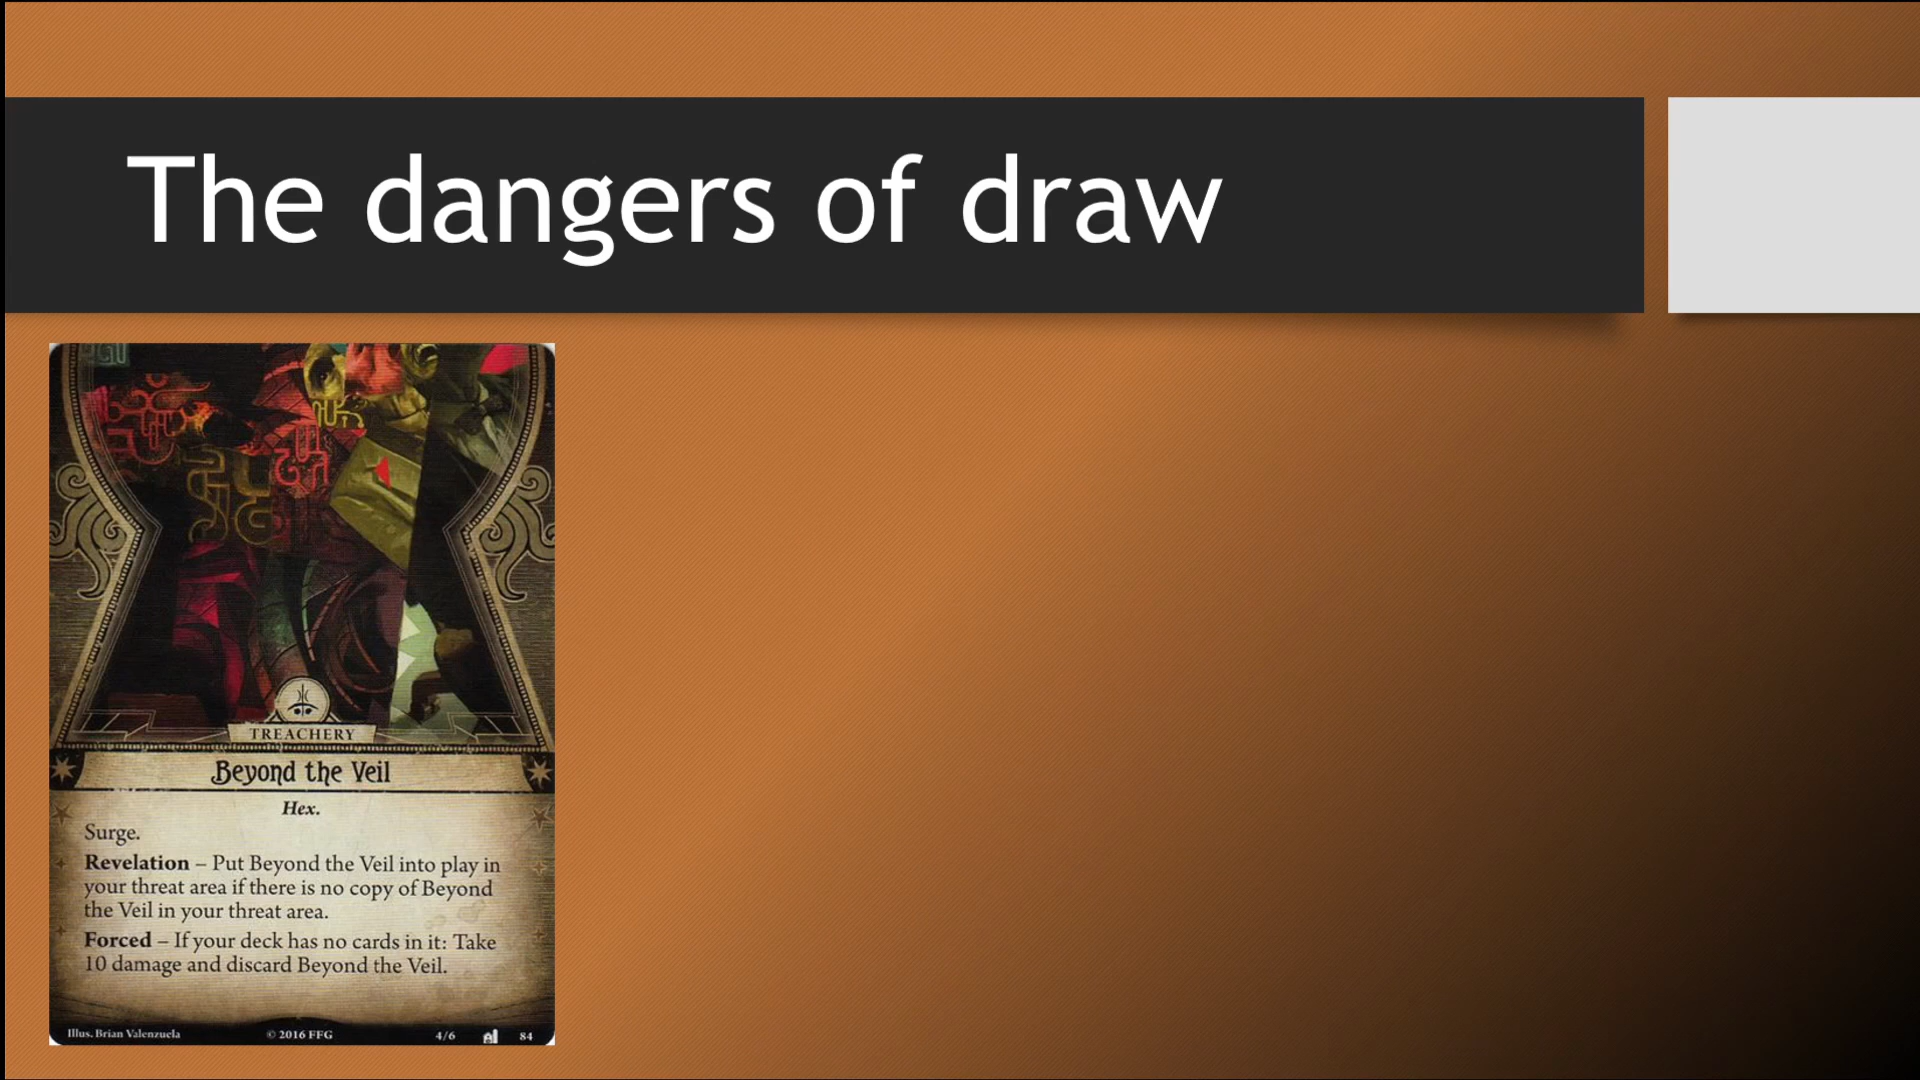 The dangers of draw
TREACHERY
Beyond the Veil
Hex.
Surge.
Revelation – Put Beyond the Veil into play in
your threat area if there is no copy of Beyond
the Veil in your threat area.
Forced – If your deck has no cards in it: Take
10 damage and discard Beyond the Veil.
Illus. Brian Valenzuela © 2016 FFG 4/6 84